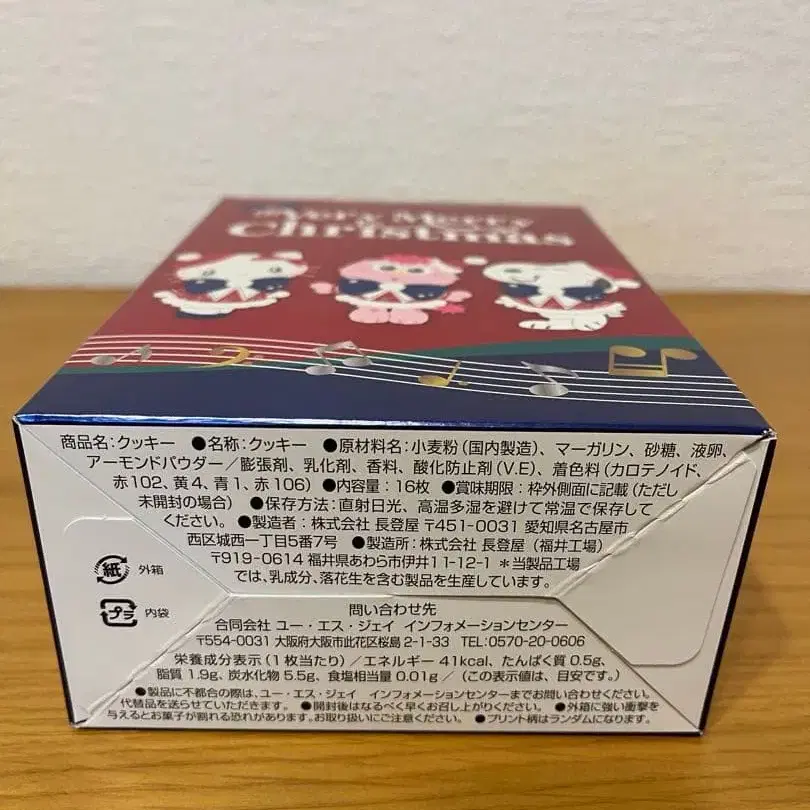 Very Merry
Christmas
商品名:クッキー ●名称:クッキー ●原材料名:小麦粉(国内製造)、マーガリン、砂糖、液卵、
アーモンドパウダー/膨張剤、乳化剤、香料、酸化防止剤(V.E)、着色料(カロテノイド、
赤102、黄4、青1、赤106) ●内容量:16枚 ●賞味期限:枠外側面に記載(ただし
未開封の場合) ●保存方法:直射日光、高温多湿を避けて常温で保存して
ください。 ●製造者:株式会社 長登屋 〒451-0031 愛知県名古屋市
西区城西一丁目5番7号 ●製造所:株式会社 長登屋(福井工場)
〒919-0614 福井県あわら市伊井11-12-1 *当製品工場
では、乳成分、落花生を含む製品を生産しています。
紙 外箱
プラ 内袋
問い合わせ先
合同会社 ユー・エス・ジェイ インフォメーションセンター
〒554-0031 大阪府大阪市此花区桜島 2-1-33 TEL:0570-20-0606
栄養成分表示(1枚当たり)/エネルギー 41kcal、たんぱく質 0.5g、
脂質 1.9g、炭水化物 5.5g、食塩相当量 0.01g/(この表示値は、目安です。)
●製品に不都合の際は、ユー・エス・ジェイ インフォメーションセンターまでお問い合わせください。
代替品を送らせていただきます。 ●開封後はなるべく早くお召し上がりください。 ●外箱に強い衝撃を
与えるとお菓子が割れる恐れがあります。お取り扱いにご注意ください。 ●プリント柄はランダムになります。